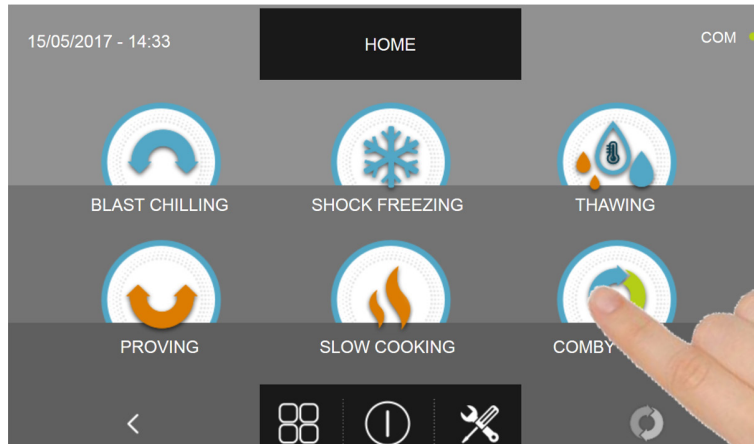 15/05/2017 - 14:33
HOME
COM
BLAST CHILLING
SHOCK FREEZING
THAWING
PROVING
SLOW COOKING
COMBY